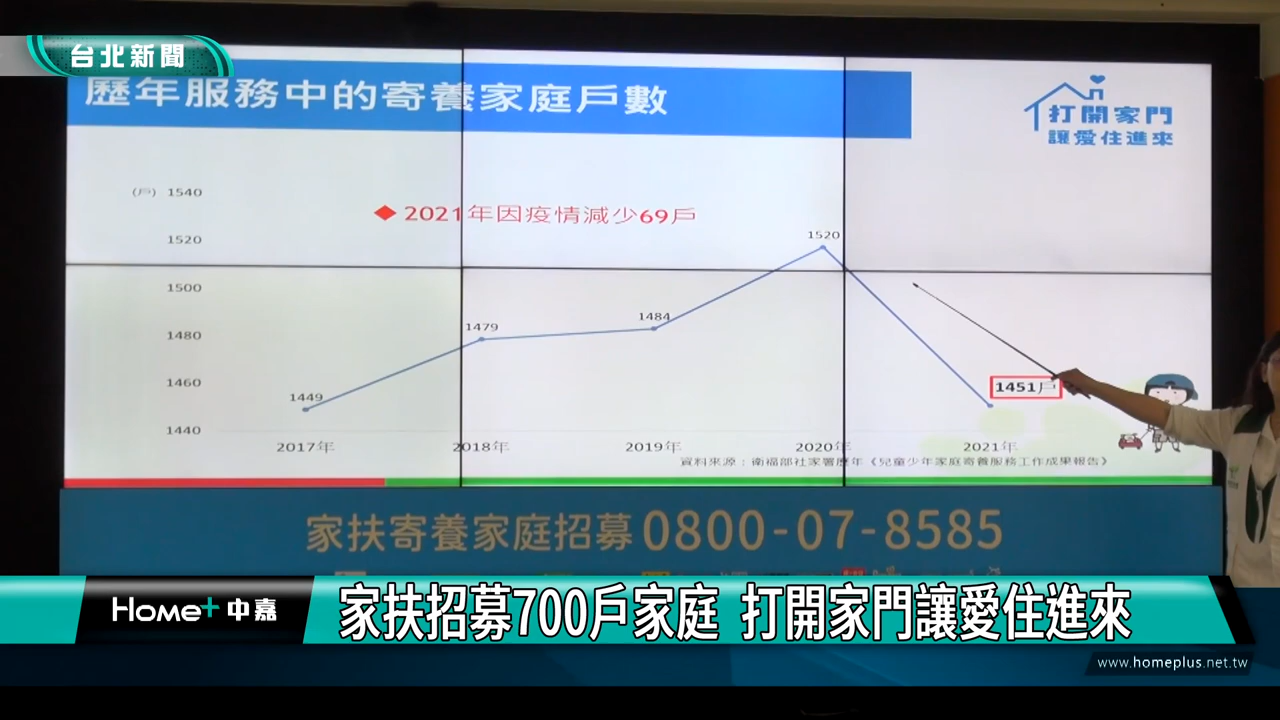 台北新聞
歷年服務中的寄養家庭戶數
打開家門
讓愛住進來
(戶) 1540
◆ 2021年因疫情減少69戶
1520
1520
1500
1484
1479
1480
1460
1451戶
1449
1440
2017年 2018年 2019年 2020年 2021年
資料來源：衛福部社家署歷年《兒童少年家庭寄養服務工作成果報告》
家扶寄養家庭招募 0800-07-8585
Home+ 中嘉
家扶招募700戶家庭 打開家門讓愛住進來
www.homeplus.net.tw